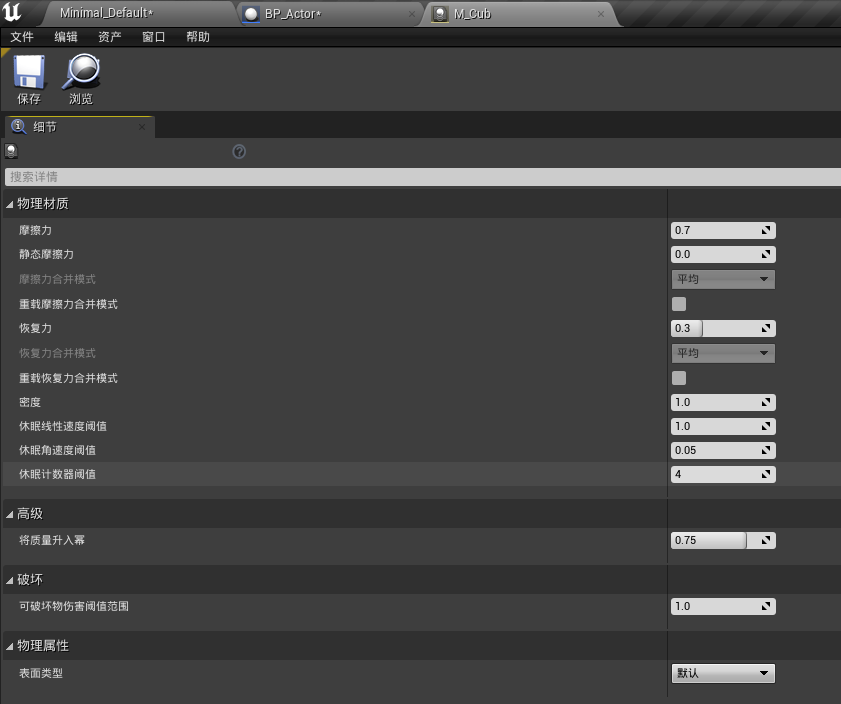 Minimal_Default*
BP_Actor*
M_Cub
文件 编辑 资产 窗口 帮助
保存 浏览
细节
搜索详情
物理材质
摩擦力 0.7
静态摩擦力 0.0
摩擦力合并模式 平均
重载摩擦力合并模式
恢复力 0.3
恢复力合并模式 平均
重载恢复力合并模式
密度 1.0
休眠线性速度阈值 1.0
休眠角速度阈值 0.05
休眠计数器阈值 4
高级
将质量升入幂 0.75
破坏
可破坏物伤害阈值范围 1.0
物理属性
表面类型 默认